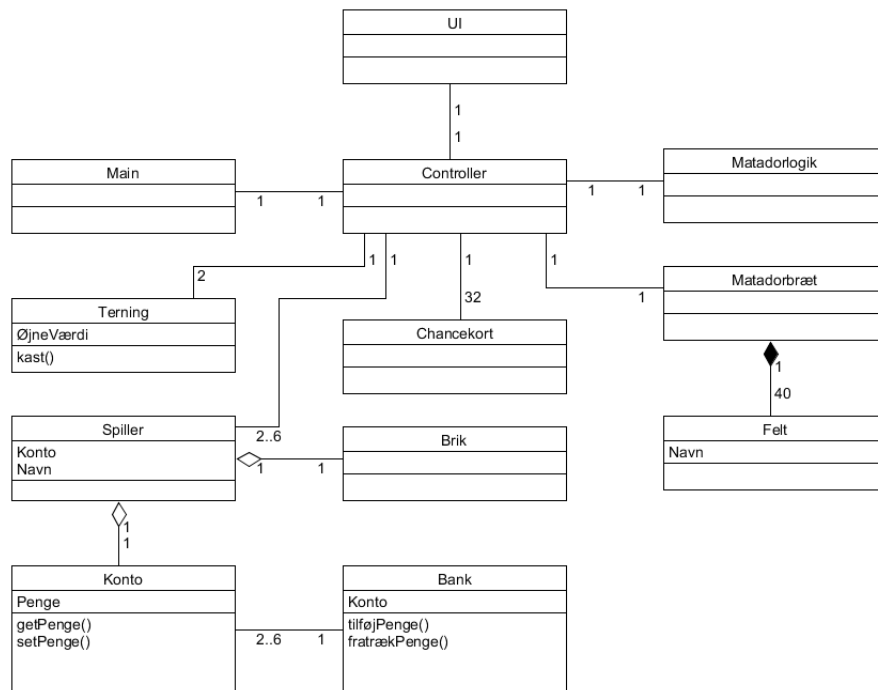 UI
1
1
Main
Controller
Matadorlogik
1 1
1 1
1 1 1 1
2
32
1
Terning
ØjneVærdi
kast()
Chancekort
Matadorbræt
1
40
Spiller
Konto
Navn
2..6
1 1
Brik
Felt
Navn
1
1
Konto
Penge
getPenge()
setPenge()
2..6 1
Bank
Konto
tilføjPenge()
fratrækPenge()